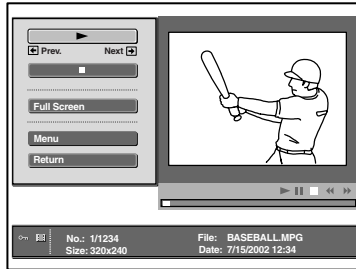 Prev. Next
Full Screen
Menu
Return
No.: 1/1234 File: BASEBALL.MPG
Size: 320x240 Date: 7/15/2002 12:34